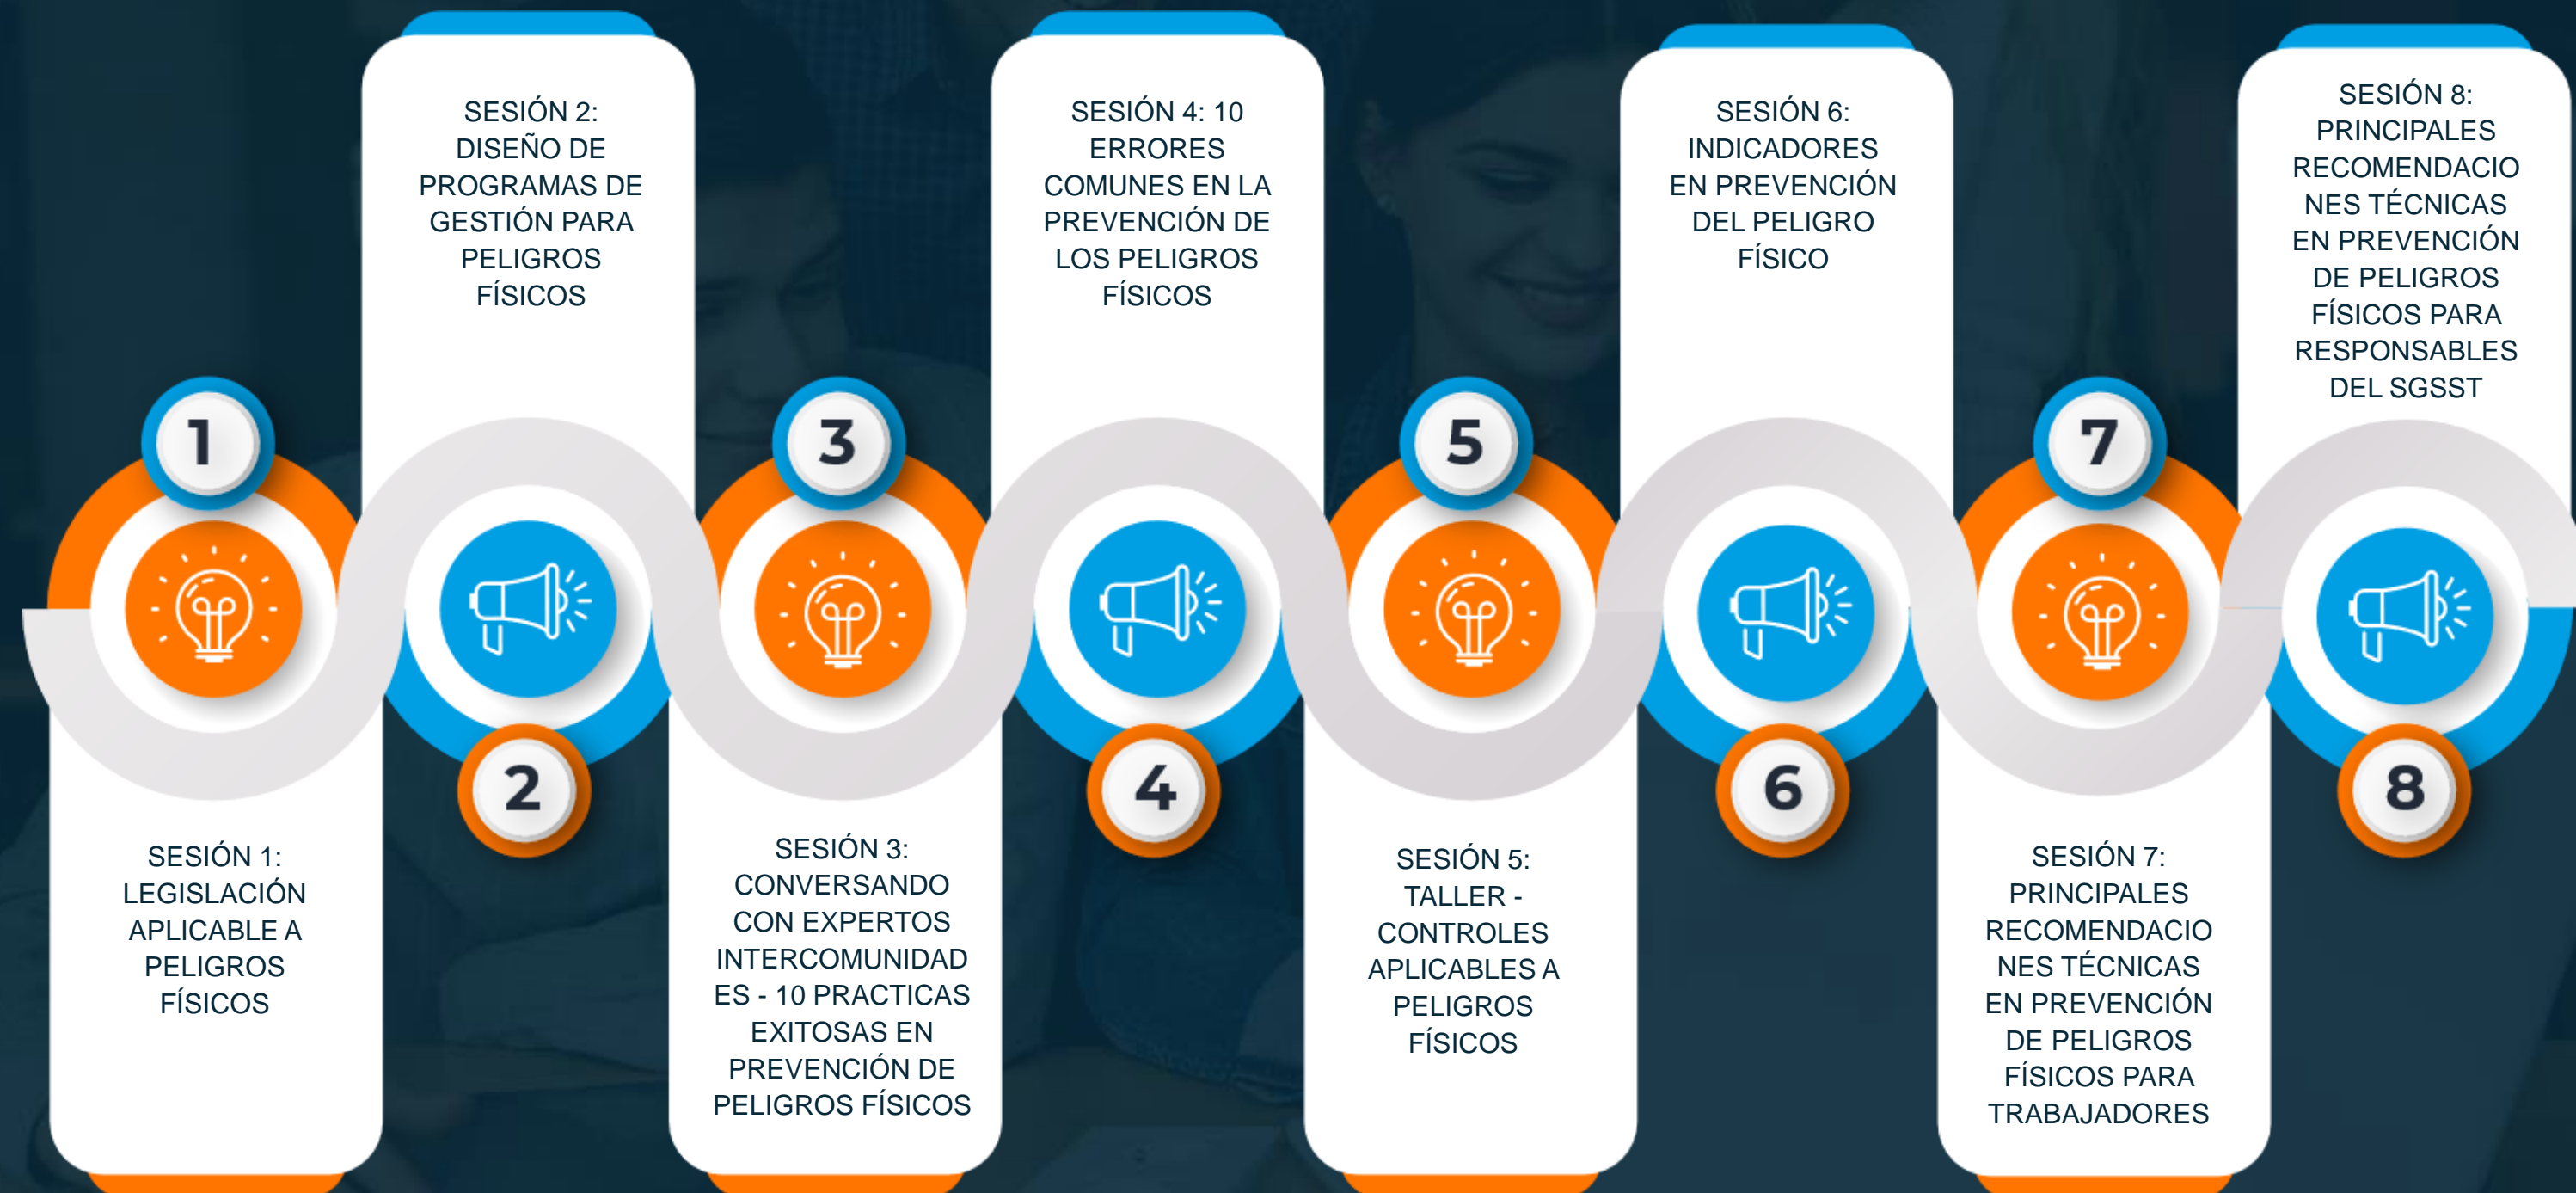 1
SESIÓN 1:
LEGISLACIÓN
APLICABLE A
PELIGROS
FÍSICOS
SESIÓN 2:
DISEÑO DE
PROGRAMAS DE
GESTIÓN PARA
PELIGROS
FÍSICOS
2
3
SESIÓN 3:
CONVERSANDO
CON EXPERTOS
INTERCOMUNIDAD
ES - 10 PRACTICAS
EXITOSAS EN
PREVENCIÓN DE
PELIGROS FÍSICOS
SESIÓN 4: 10
ERRORES
COMUNES EN LA
PREVENCIÓN DE
LOS PELIGROS
FÍSICOS
4
5
SESIÓN 5:
TALLER -
CONTROLES
APLICABLES A
PELIGROS
FÍSICOS
SESIÓN 6:
INDICADORES
EN PREVENCIÓN
DEL PELIGRO
FÍSICO
6
7
SESIÓN 7:
PRINCIPALES
RECOMENDACIO
NES TÉCNICAS
EN PREVENCIÓN
DE PELIGROS
FÍSICOS PARA
TRABAJADORES
SESIÓN 8:
PRINCIPALES
RECOMENDACIO
NES TÉCNICAS
EN PREVENCIÓN
DE PELIGROS
FÍSICOS PARA
RESPONSABLES
DEL SGSST
8